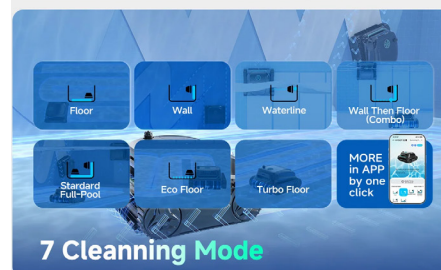 Floor
Wall
Waterline
Wall Then Floor
(Combo)
Stardard
Full-Pool
Eco Floor
Turbo Floor
MORE
in APP
by one
click
7 Cleanning Mode